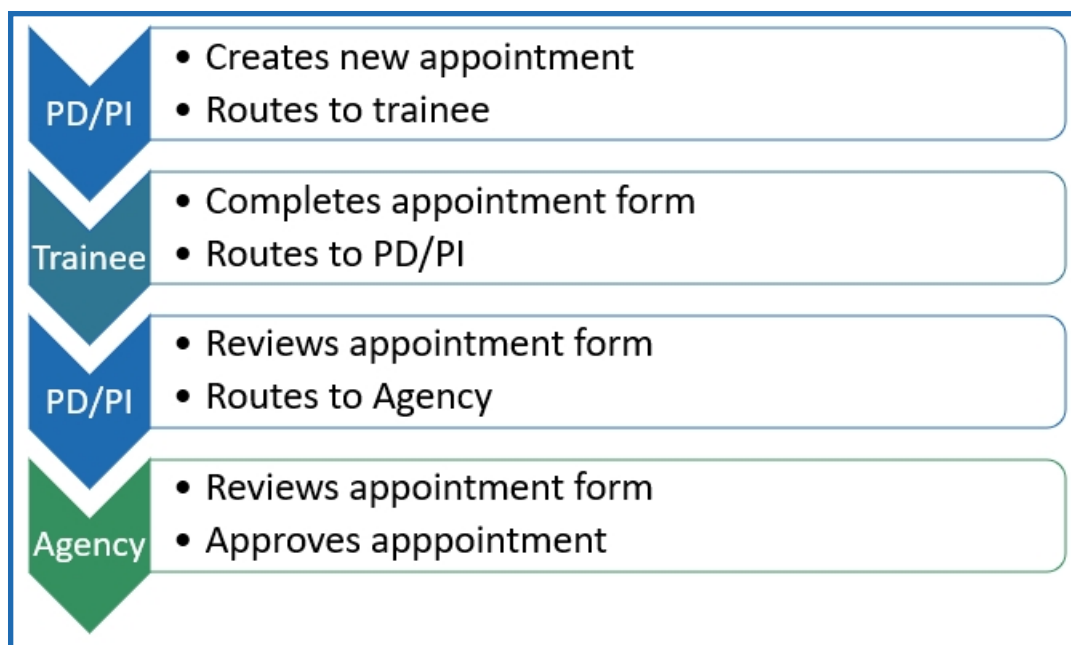 PD/PI
• Creates new appointment
• Routes to trainee
Trainee
• Completes appointment form
• Routes to PD/PI
PD/PI
• Reviews appointment form
• Routes to Agency
Agency
• Reviews appointment form
• Approves apppointment